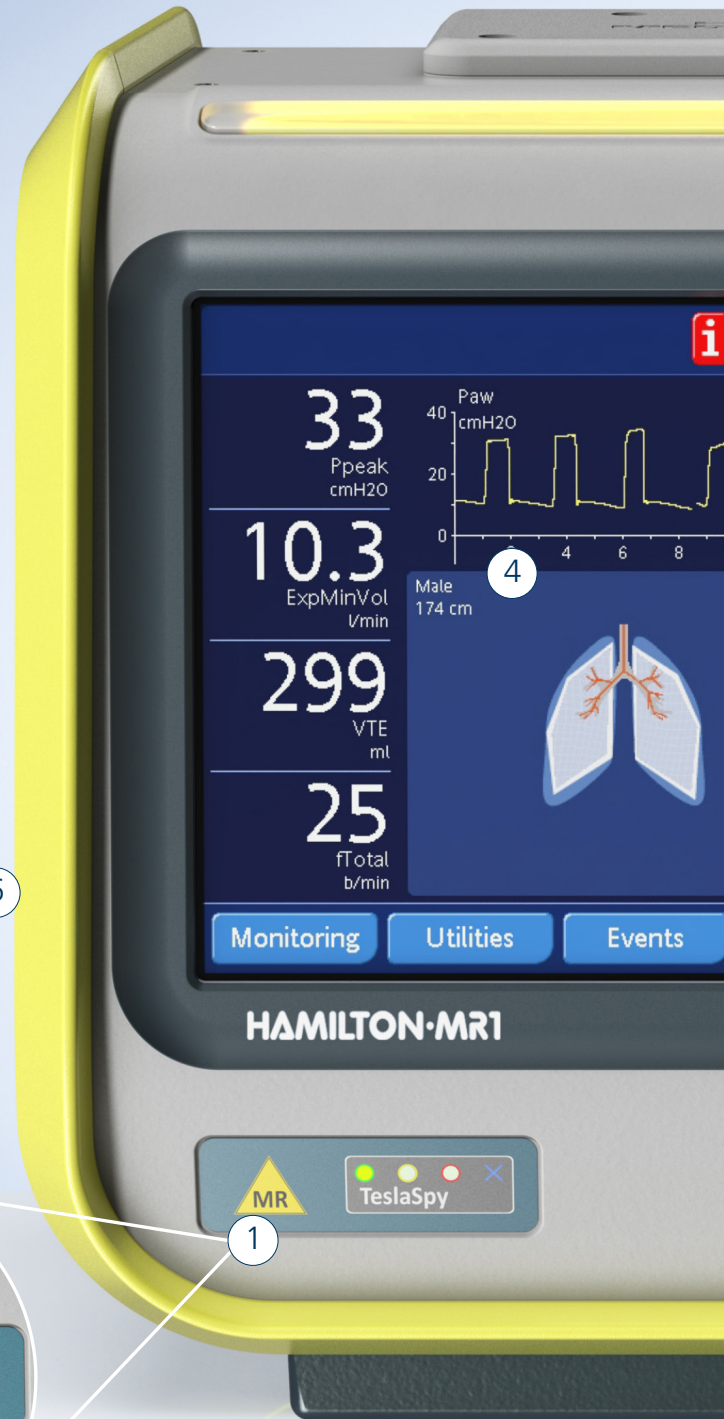 i
33
Ppeak
cmH2O
10.3
ExpMinVol
l/min
299
VTE
ml
25
fTotal
b/min
Paw
cmH2O
40
20
0
4 6 8
4
Male
174 cm
Monitoring Utilities Events
HAMILTON·MR1
MR
TeslaSpy
1